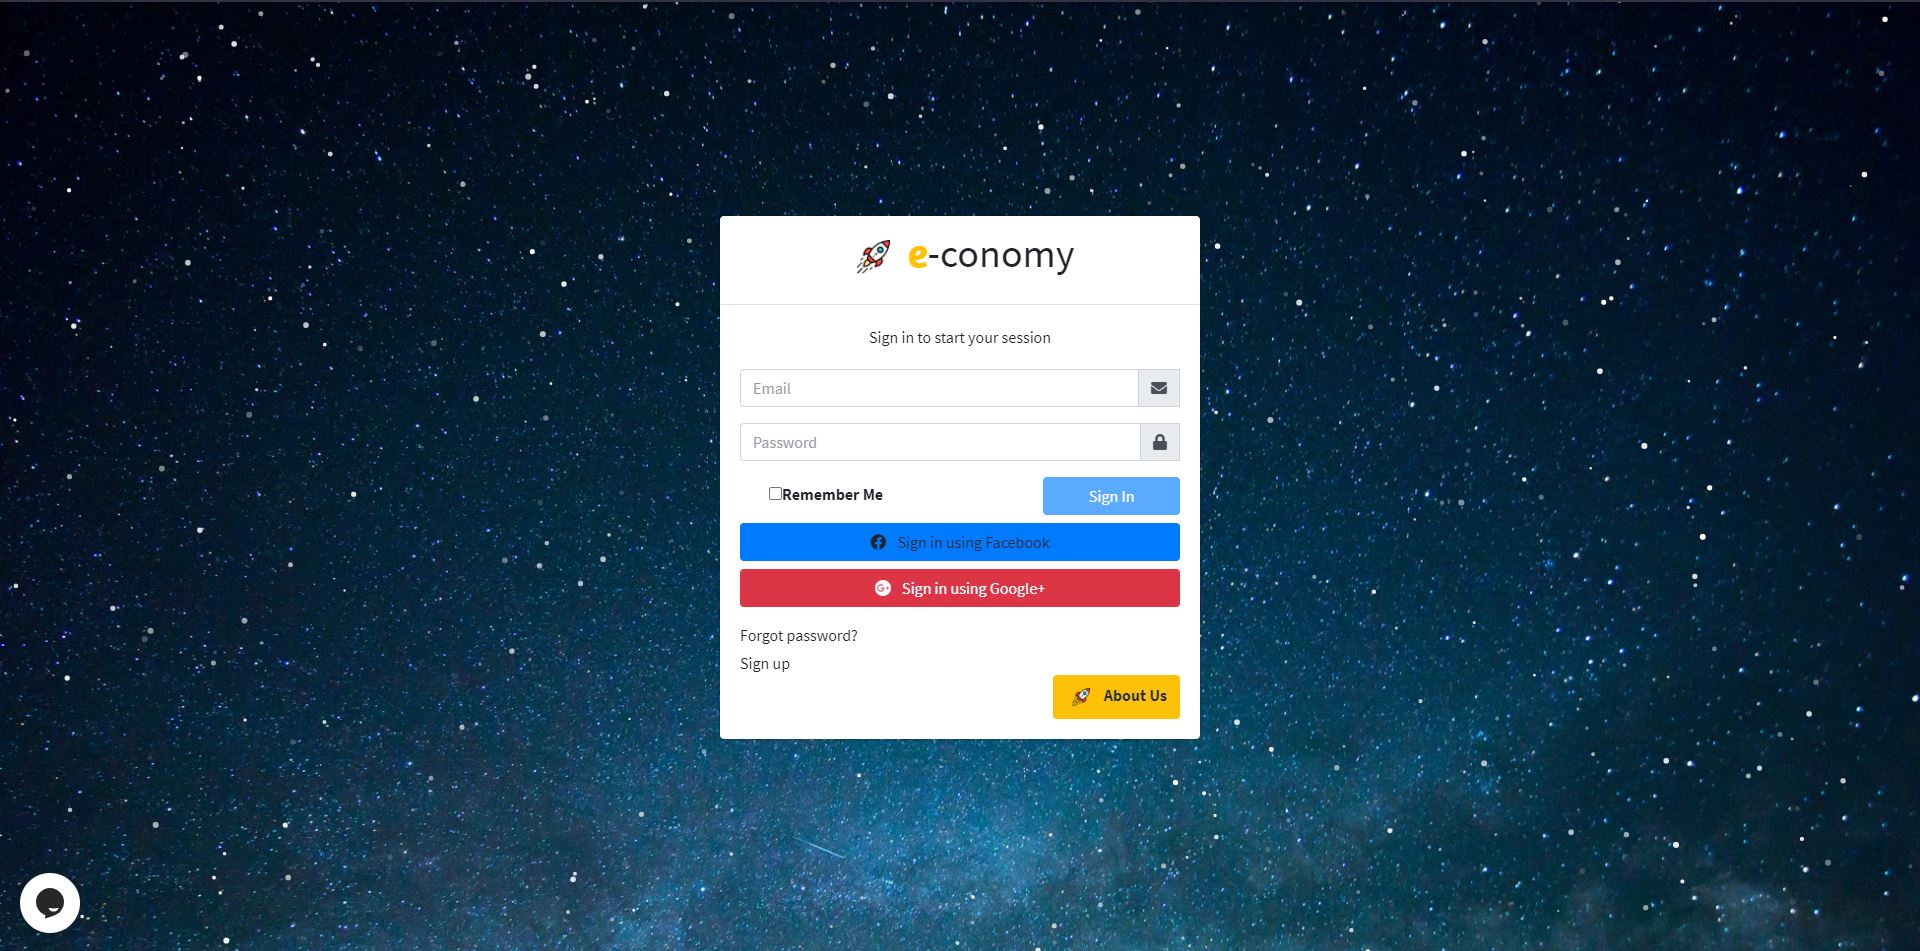 e-conomy
Sign in to start your session
Email
Password
Remember Me
Sign In
Sign in using Facebook
Sign in using Google+
Forgot password?
Sign up
About Us